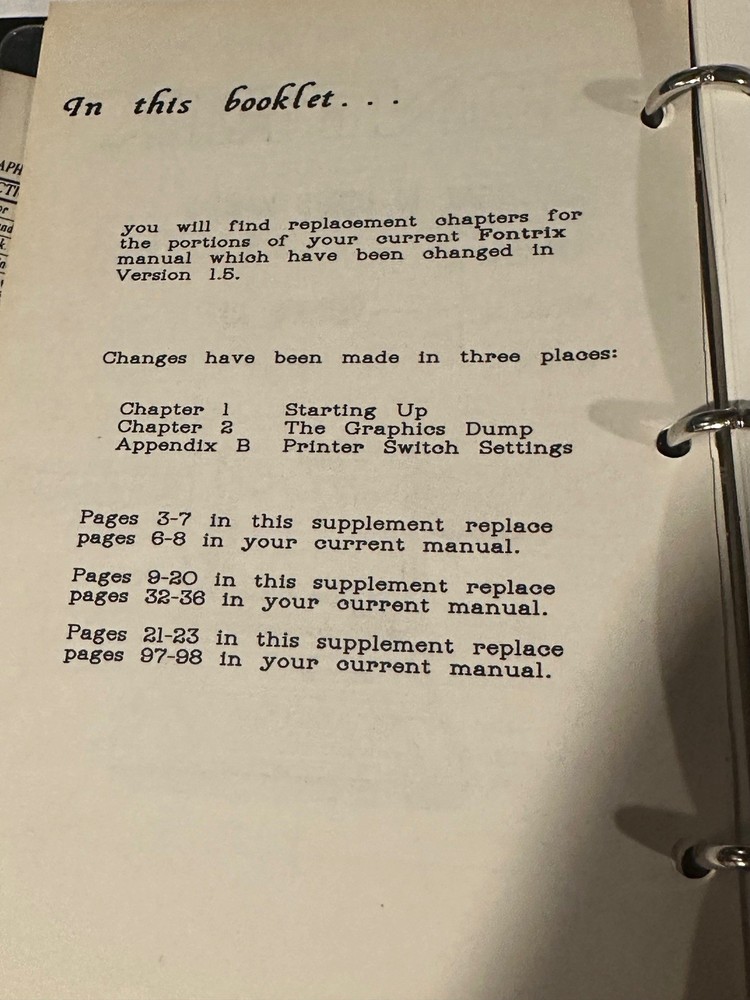 In this booklet. . .
you will find replacement chapters for
the portions of your current Fontrix
manual which have been changed in
Version 1.5.
Changes have been made in three places:
Chapter 1 Starting Up
Chapter 2 The Graphics Dump
Appendix B Printer Switch Settings
Pages 3-7 in this supplement replace
pages 6-8 in your current manual.
Pages 9-20 in this supplement replace
pages 32-36 in your current manual.
Pages 21-23 in this supplement replace
pages 97-98 in your current manual.